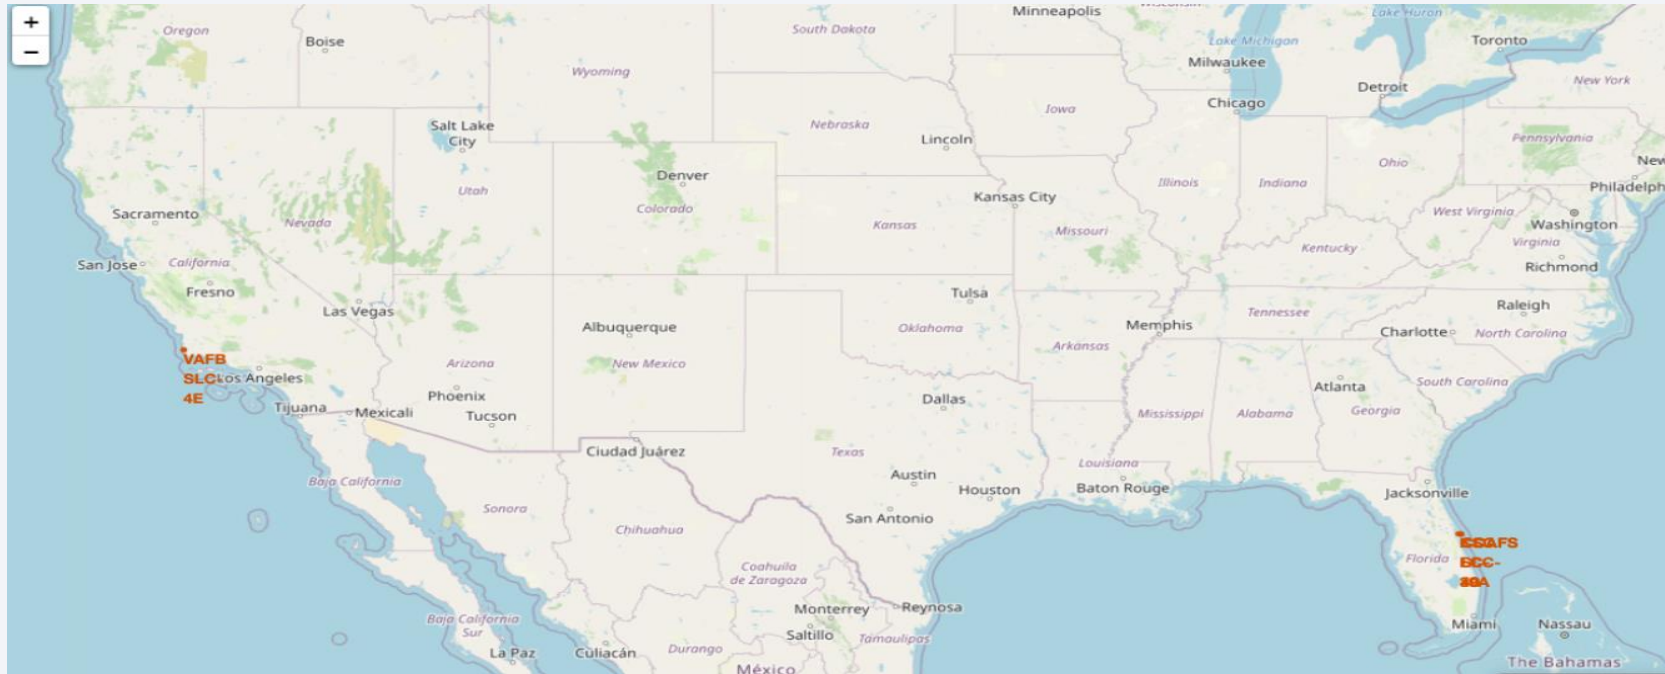 +
−
Oregon
Boise
South Dakota
Minneapolis
Lake Huron
Toronto
Lake Michigan
Milwaukee
Wyoming
New York
Detroit
Chicago
Iowa
Salt Lake
City
Nebraska
Lincoln
Pennsylvania
New
Ohio
Denver
Utah
Illinois
Indiana
Philadelph
Kansas City
Colorado
Sacramento
Nevada
West Virginia
Washington
Kansas
Missouri
Virginia
Kentucky
San Jose
California
Richmond
Fresno
Tulsa
Las Vegas
Raleigh
Tennessee
Albuquerque
Oklahoma
Memphis
Charlotte
North Carolina
Arkansas
VAFB
SLC-
4E
Los Angeles
Arizona
New Mexico
Phoenix
Atlanta
South Carolina
Dallas
Tijuana
Mexicali
Tucson
Mississippi
Alabama
Georgia
Ciudad Juárez
Texas
Louisiana
Baja California
Austin
Houston
Baton Rouge
Jacksonville
Sonora
San Antonio
Chihuahua
Florida
Coahuila
de Zaragoza
Monterrey
Reynosa
Baja California
Sur
Saltillo
Tamaulipas
Miami
Nassau
La Paz
Culiacán
Durango
México
The Bahamas